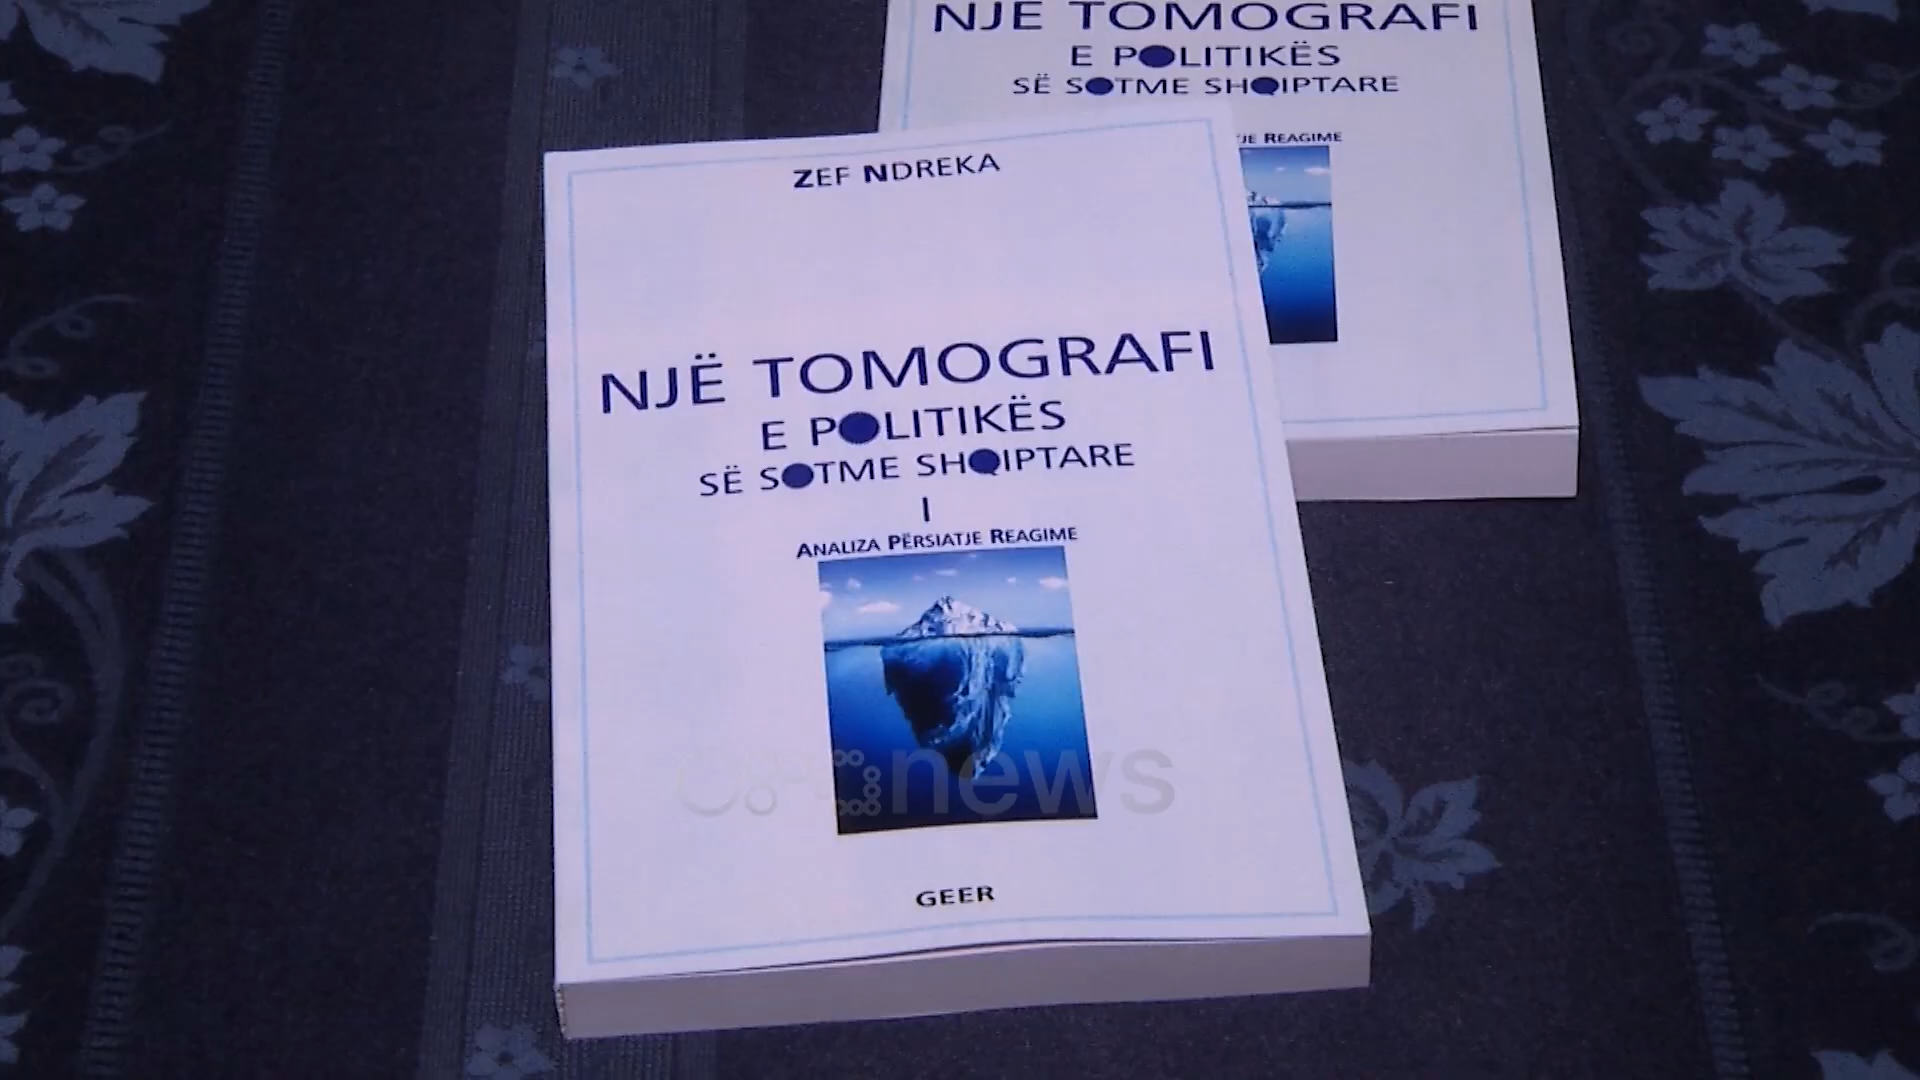 NJË TOMOGRAFI
E POLITIKËS
SË SOTME SHQIPTARE
REAGIME
ZEF NDREKA
NJË TOMOGRAFI
E POLITIKËS
SË SOTME SHQIPTARE
I
ANALIZA PËRSIATJE REAGIME
news
GEER